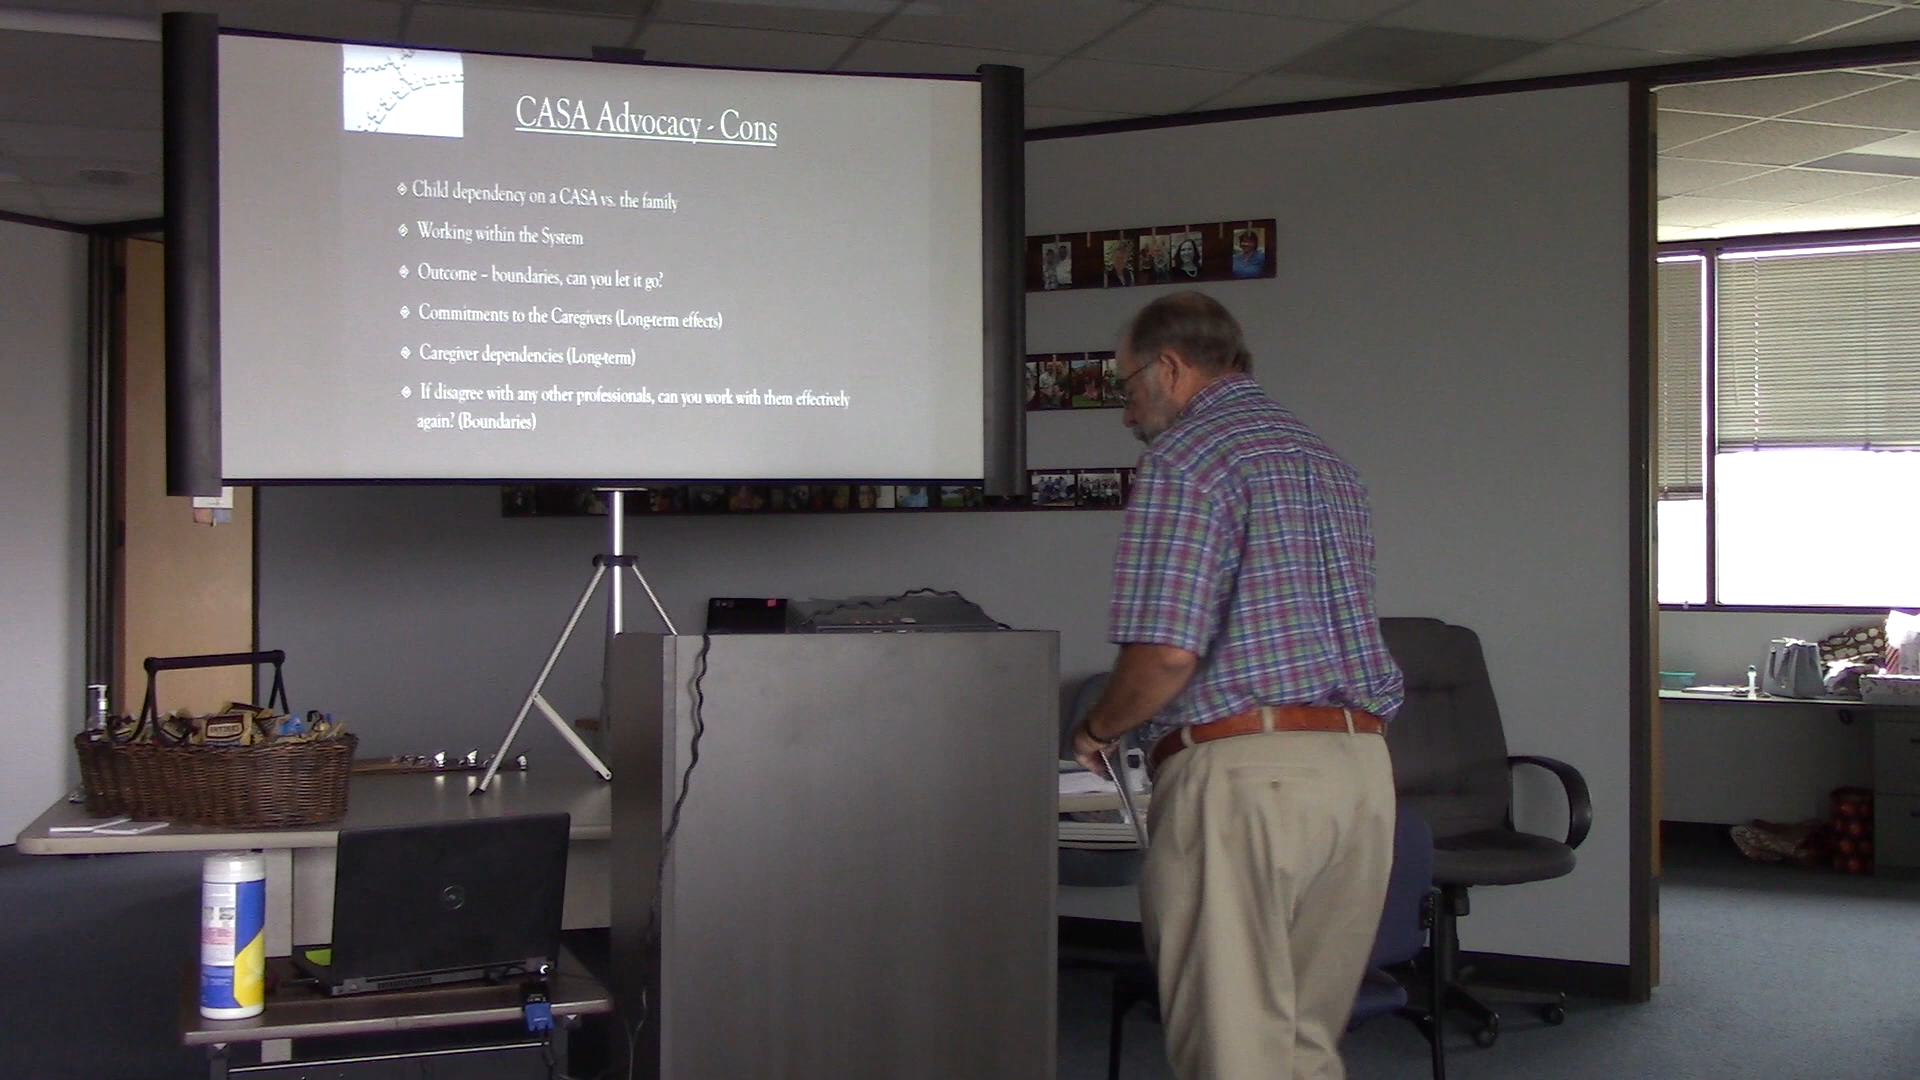 CASA Advocacy - Cons
Child dependency on a CASA vs. the family
Working within the System
Outcome – boundaries, can you let it go?
Commitments to the Caregivers (Long-term effects)
Caregiver dependencies (Long-term)
If disagree with any other professionals, can you work with them effectively
again? (Boundaries)